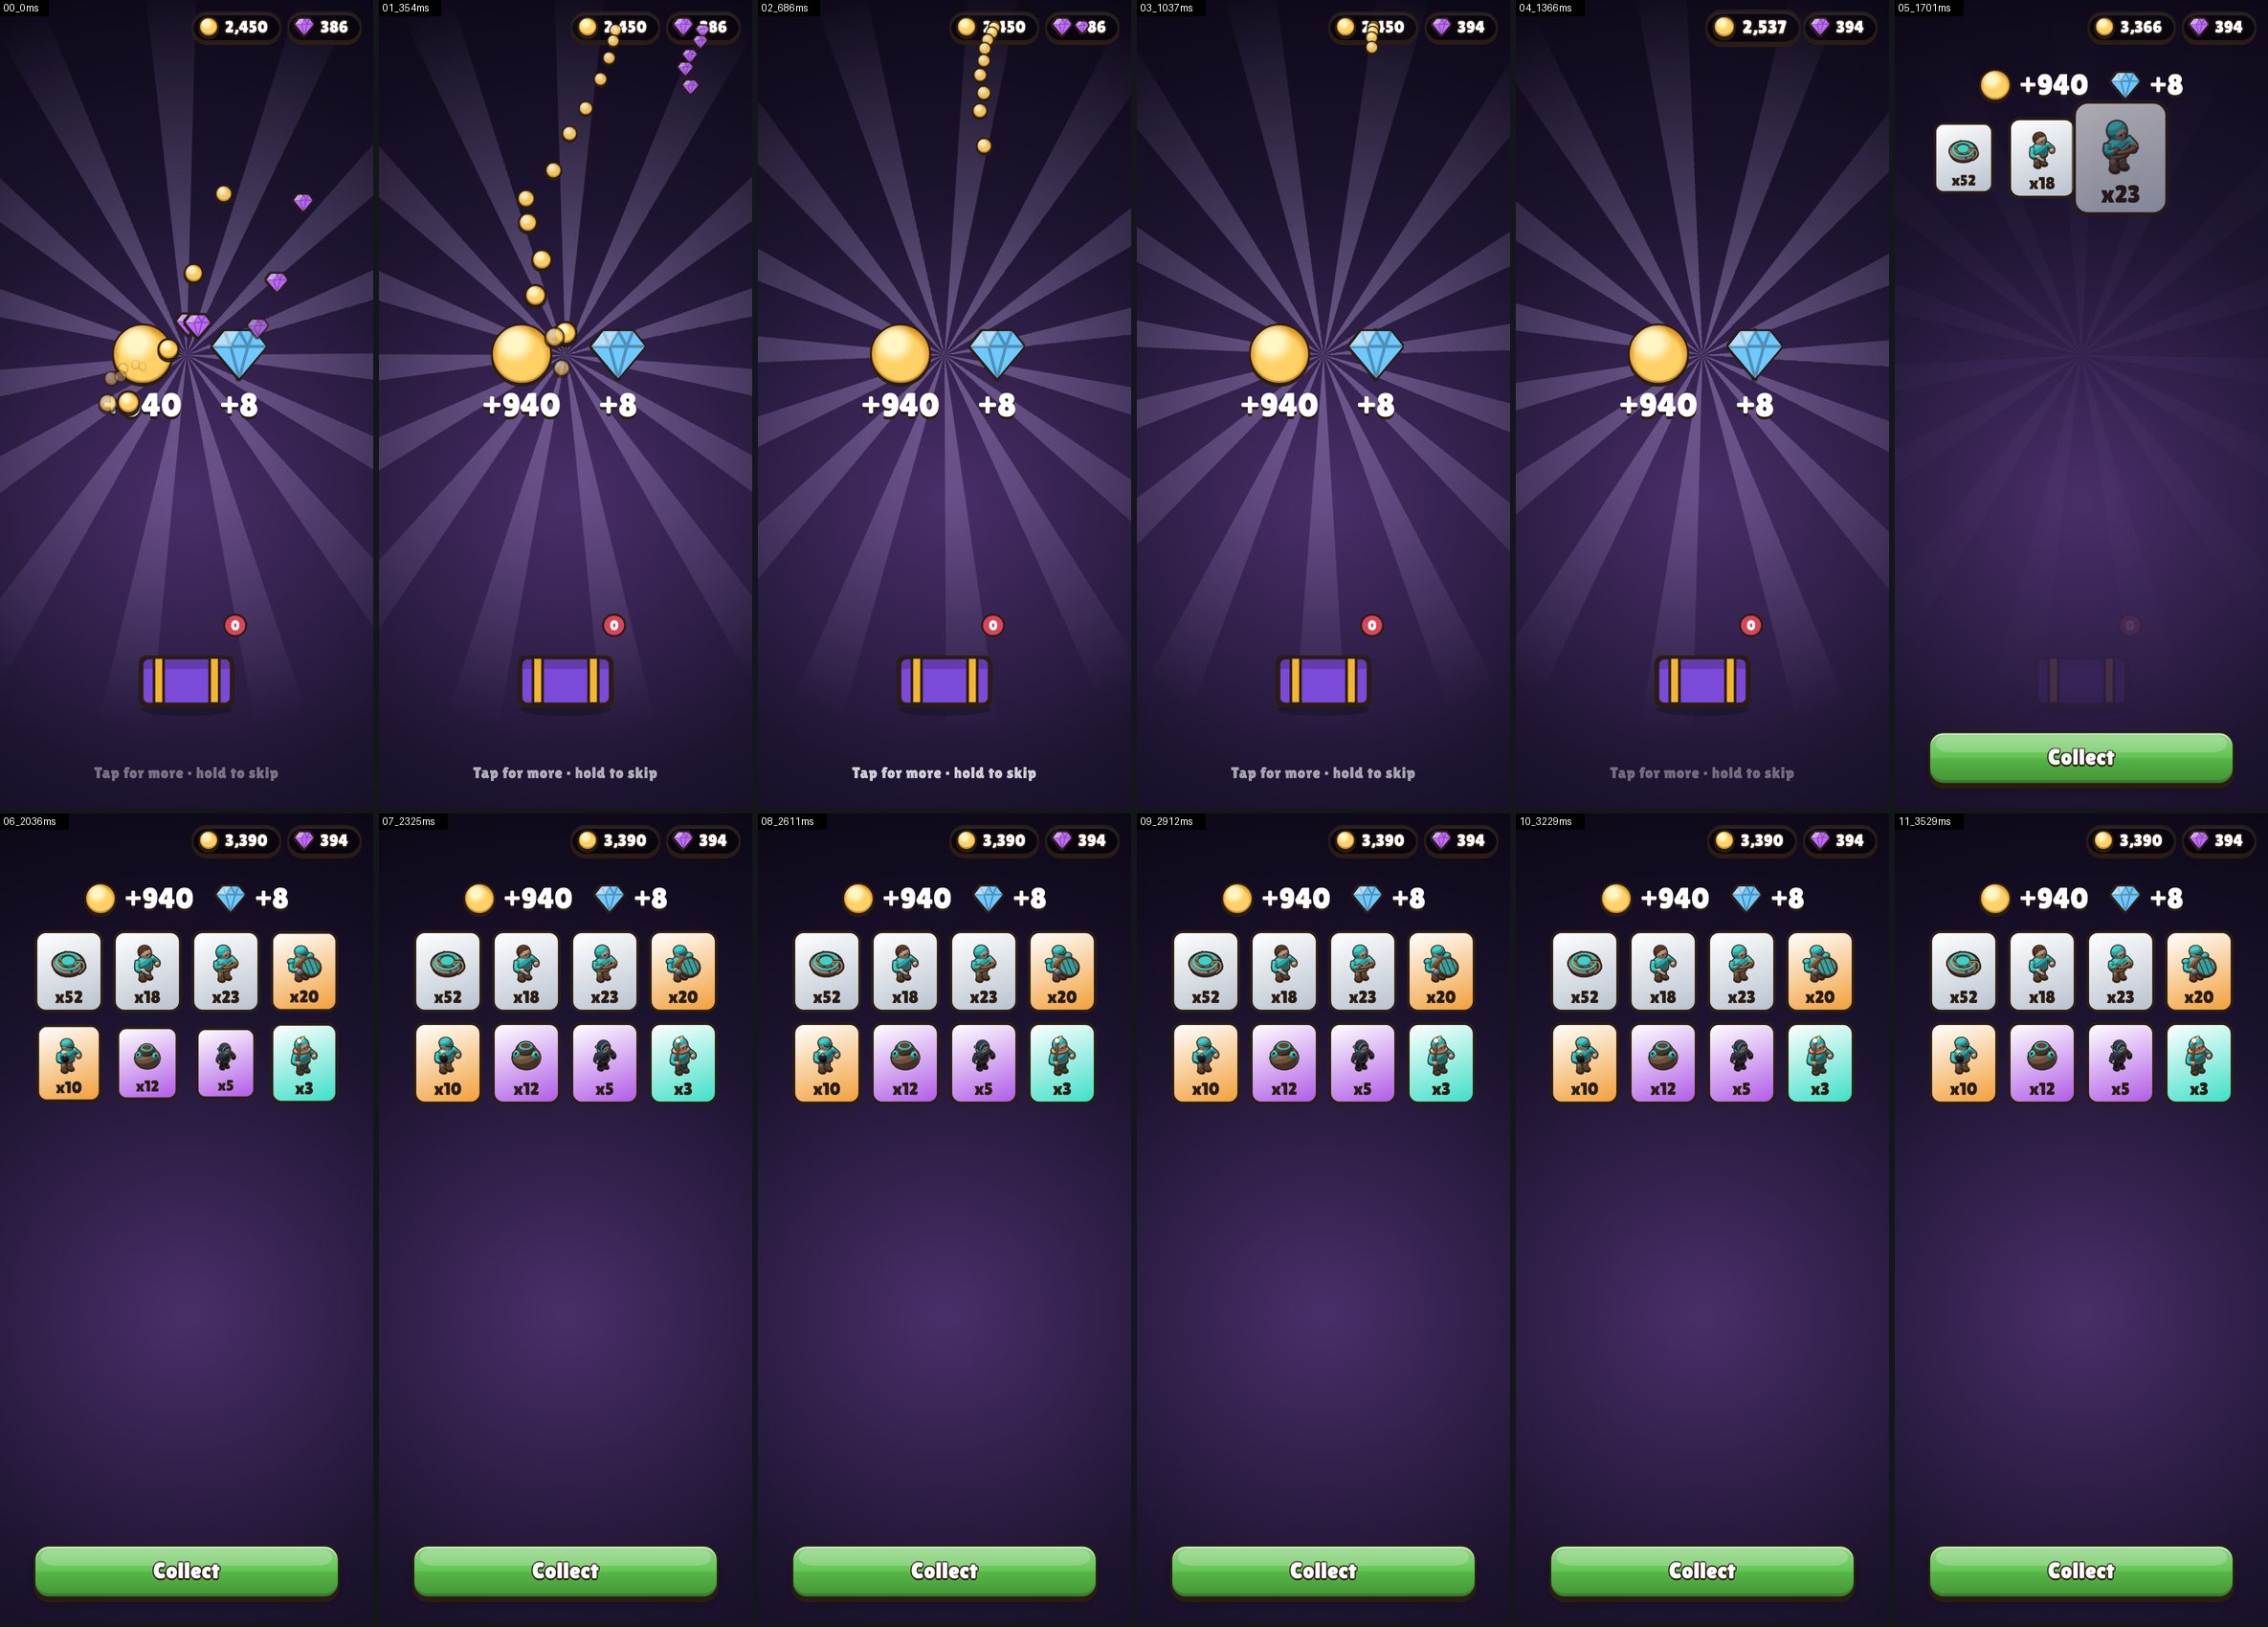 00_0ms
2,450 386
40 +8
0
Tap for more · hold to skip
01_354ms
2,450 386
+940 +8
0
Tap for more · hold to skip
02_686ms
450 86
+940 +8
0
Tap for more · hold to skip
03_1037ms
450 394
+940 +8
0
Tap for more · hold to skip
04_1366ms
2,537 394
+940 +8
0
Tap for more · hold to skip
05_1701ms
3,366 394
+940 +8
x52 x18 x23
0
Collect
06_2036ms
3,390 394
+940 +8
x52 x18 x23 x20
x10 x12 x5 x3
Collect
07_2325ms
3,390 394
+940 +8
x52 x18 x23 x20
x10 x12 x5 x3
Collect
08_2611ms
3,390 394
+940 +8
x52 x18 x23 x20
x10 x12 x5 x3
Collect
09_2912ms
3,390 394
+940 +8
x52 x18 x23 x20
x10 x12 x5 x3
Collect
10_3229ms
3,390 394
+940 +8
x52 x18 x23 x20
x10 x12 x5 x3
Collect
11_3529ms
3,390 394
+940 +8
x52 x18 x23 x20
x10 x12 x5 x3
Collect